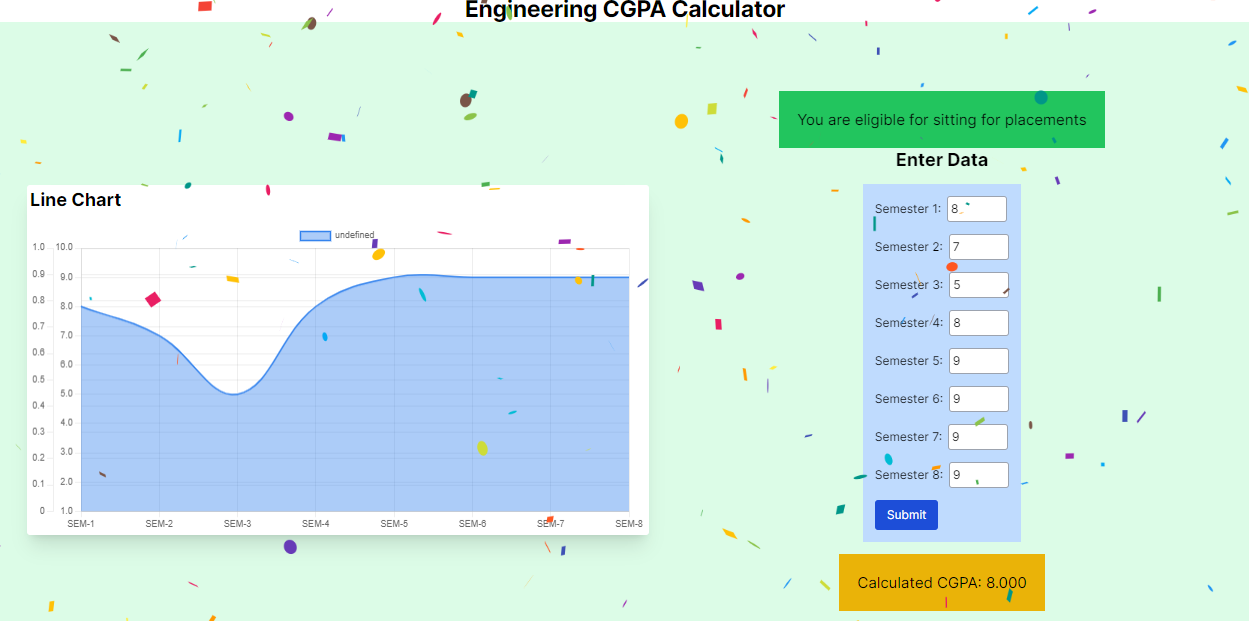 Engineering CGPA Calculator
You are eligible for sitting for placements
Enter Data
Line Chart
undefined
1.0 10.0
0.9 9.0
0.8 8.0
0.7 7.0
0.6 6.0
0.5 5.0
0.4 4.0
0.3 3.0
0.2 2.0
0.1
0 1.0
SEM-1 SEM-2 SEM-3 SEM-4 SEM-5 SEM-6 SEM-7 SEM-8
Semester 1: 8
Semester 2: 7
Semester 3: 5
Semester 4: 8
Semester 5: 9
Semester 6: 9
Semester 7: 9
Semester 8: 9
Submit
Calculated CGPA: 8.000